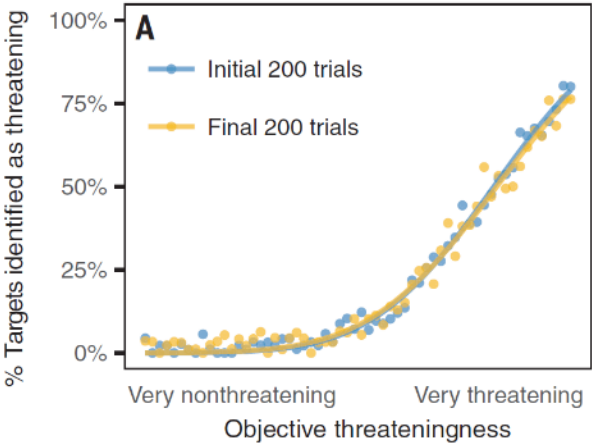 A
100%
75%
50%
25%
0%
% Targets identified as threatening
Initial 200 trials
Final 200 trials
Very nonthreatening
Very threatening
Objective threateningness